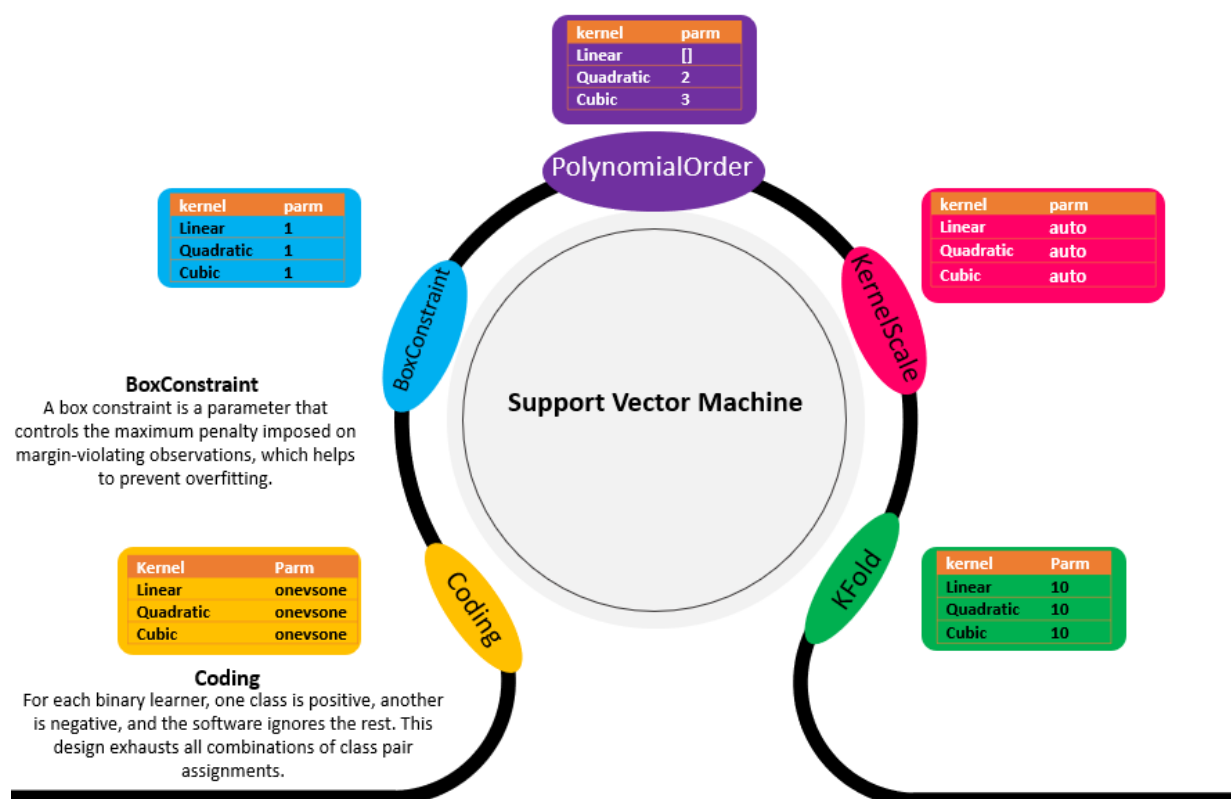 kernel parm
Linear []
Quadratic 2
Cubic 3
PolynomialOrder
kernel parm
Linear 1
Quadratic 1
Cubic 1
kernel parm
Linear auto
Quadratic auto
Cubic auto
BoxConstraint
KernelScale
Support Vector Machine
BoxConstraint
A box constraint is a parameter that
controls the maximum penalty imposed on
margin-violating observations, which helps
to prevent overfitting.
Kernel Parm
Linear onevsone
Quadratic onevsone
Cubic onevsone
Coding
KFold
kernel Parm
Linear 10
Quadratic 10
Cubic 10
Coding
For each binary learner, one class is positive, another
is negative, and the software ignores the rest. This
design exhausts all combinations of class pair
assignments.